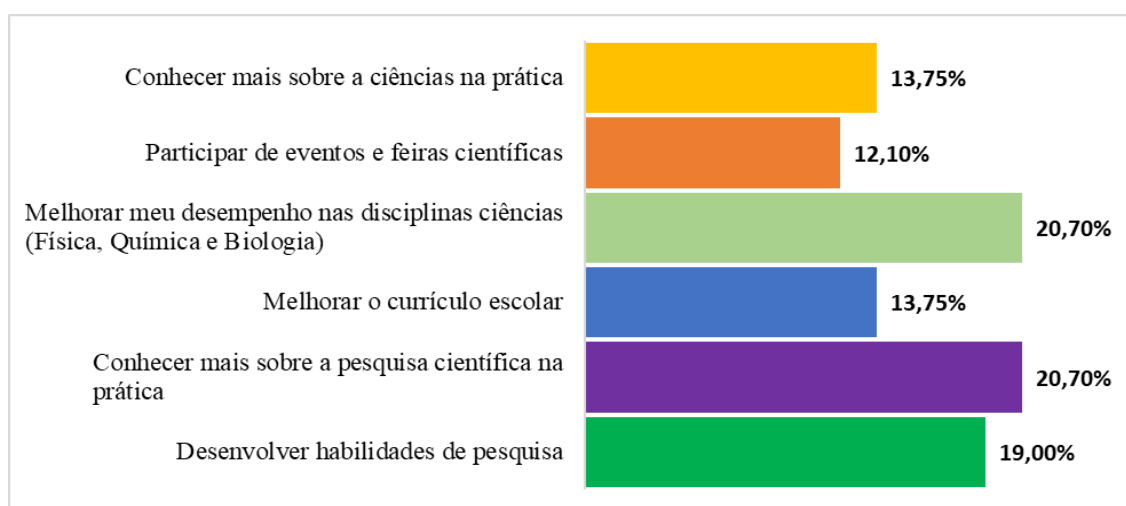 Conhecer mais sobre a ciências na prática
13,75%
Participar de eventos e feiras científicas
12,10%
Melhorar meu desempenho nas disciplinas ciências
(Física, Química e Biologia)
20,70%
Melhorar o currículo escolar
13,75%
Conhecer mais sobre a pesquisa científica na
prática
20,70%
Desenvolver habilidades de pesquisa
19,00%